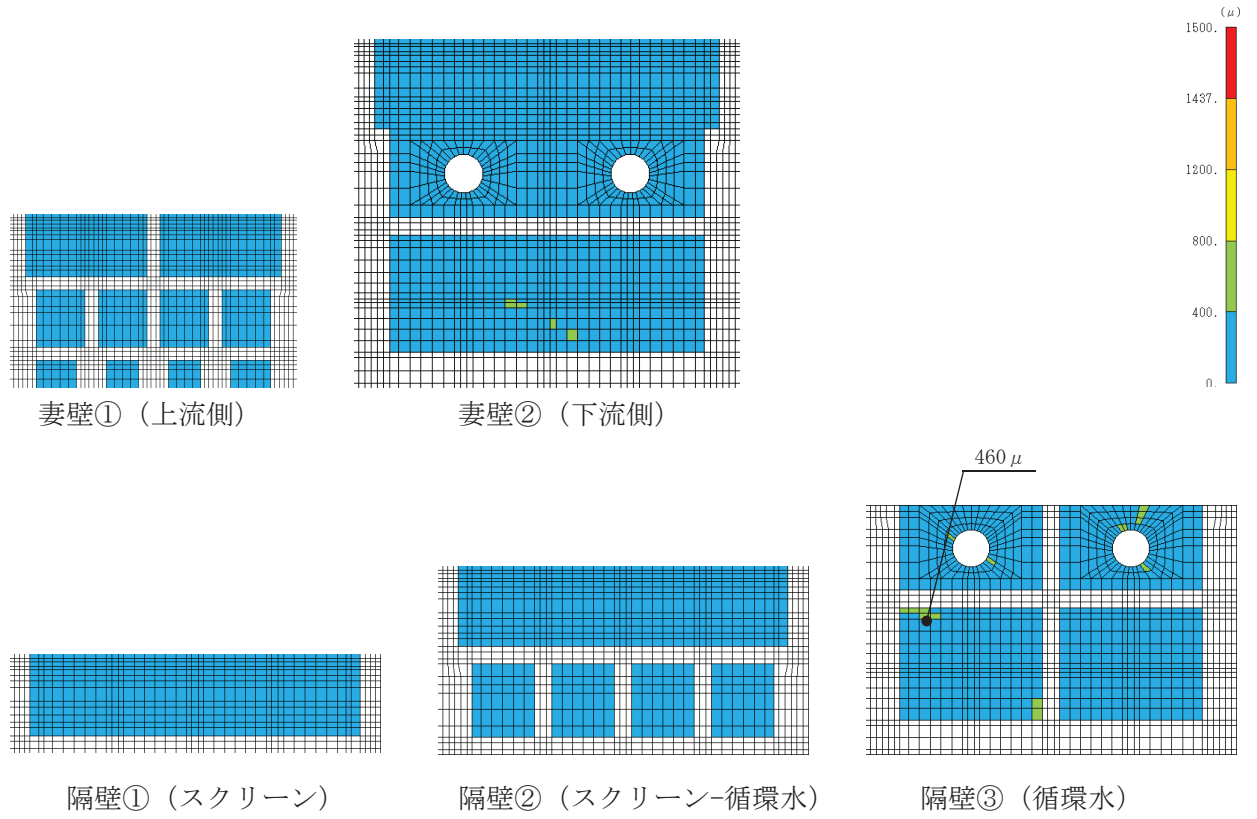 (μ)
1500.
1437.
1200.
800.
400.
0.
妻壁①（上流側）
妻壁②（下流側）
460μ
隔壁①（スクリーン）
隔壁②（スクリーン-循環水）
隔壁③（循環水）